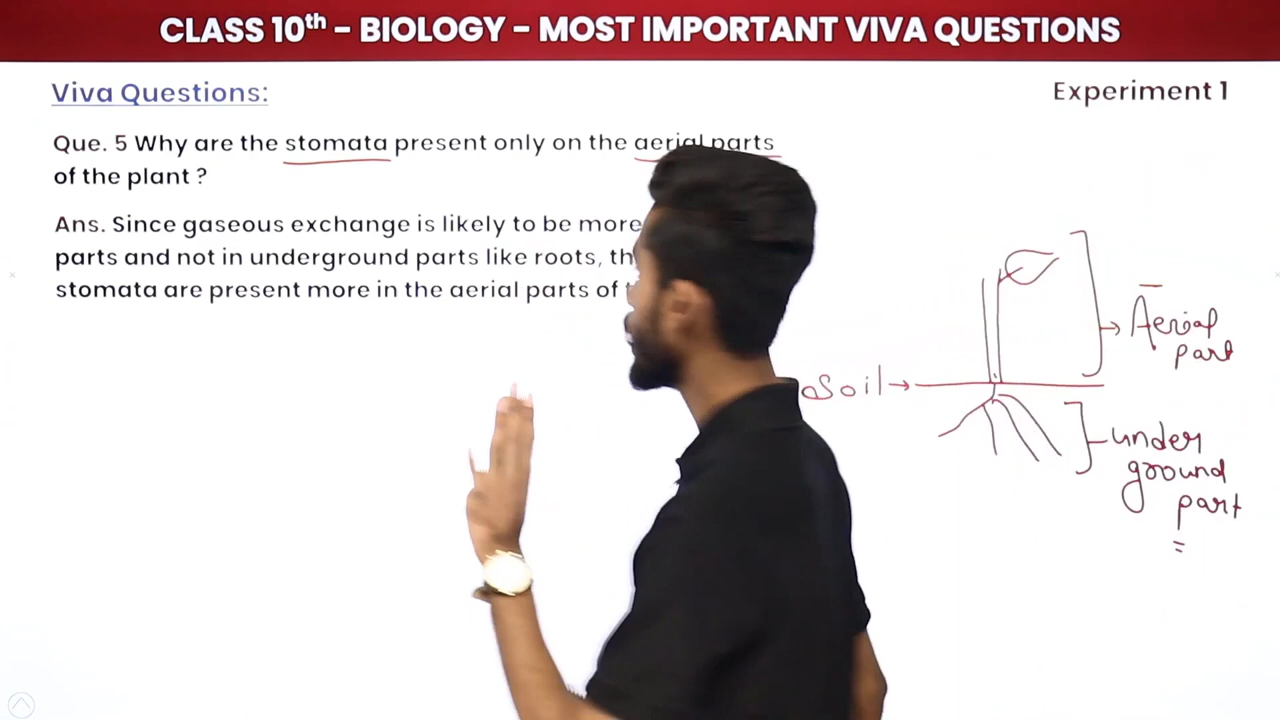 CLASS 10th – BIOLOGY – MOST IMPORTANT VIVA QUESTIONS
Viva Questions:
Experiment 1
Que. 5 Why are the stomata present only on the aerial parts
of the plant ?
Ans. Since gaseous exchange is likely to be more
parts and not in underground parts like roots,
stomata are present more in the aerial parts of
Aerial
part
Soil
under
ground
part